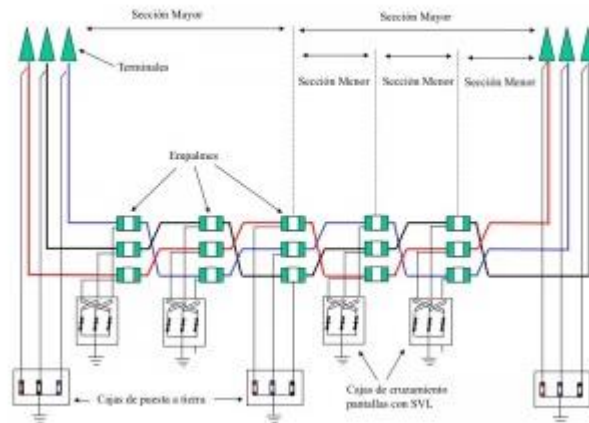 Sección Mayor
Sección Mayor
Terminales
Sección Menor
Sección Menor
Sección Menor
Empalmes
Cajas de puesta a tierra
Cajas de cruzamiento
pantallas con SVL